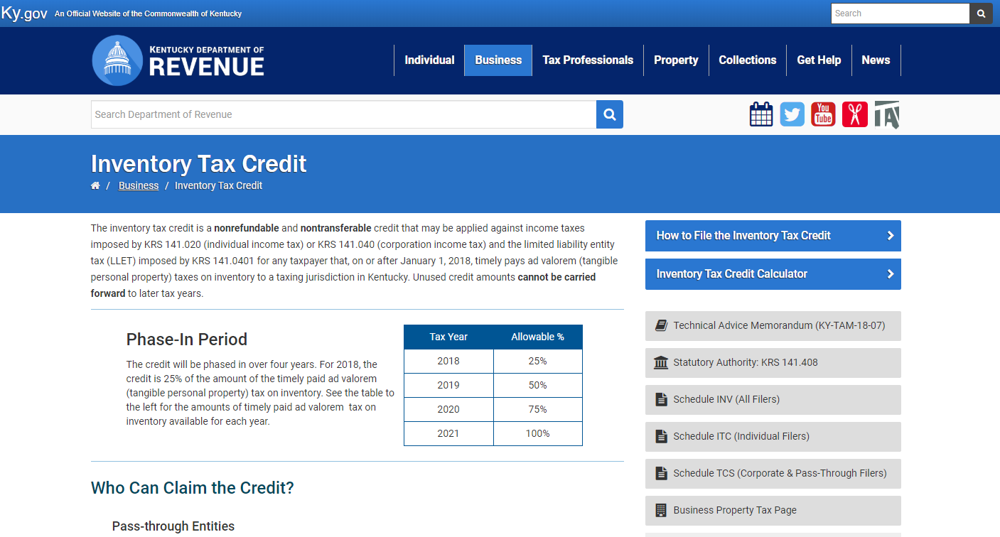 Ky.gov An Official Website of the Commonwealth of Kentucky
Search
KENTUCKY DEPARTMENT OF
REVENUE
Individual Business Tax Professionals Property Collections Get Help News
Search Department of Revenue
You
Tube
TAX
Inventory Tax Credit
/ Business / Inventory Tax Credit
The inventory tax credit is a nonrefundable and nontransferable credit that may be applied against income taxes
imposed by KRS 141.020 (individual income tax) or KRS 141.040 (corporation income tax) and the limited liability entity
tax (LLET) imposed by KRS 141.0401 for any taxpayer that, on or after January 1, 2018, timely pays ad valorem (tangible
personal property) taxes on inventory to a taxing jurisdiction in Kentucky. Unused credit amounts cannot be carried
forward to later tax years.
Phase-In Period
The credit will be phased in over four years. For 2018, the
credit is 25% of the amount of the timely paid ad valorem
(tangible personal property) tax on inventory. See the table to
the left for the amounts of timely paid ad valorem tax on
inventory available for each year.
Tax Year Allowable %
2018 25%
2019 50%
2020 75%
2021 100%
Who Can Claim the Credit?
Pass-through Entities
How to File the Inventory Tax Credit
Inventory Tax Credit Calculator
Technical Advice Memorandum (KY-TAM-18-07)
Statutory Authority: KRS 141.408
Schedule INV (All Filers)
Schedule ITC (Individual Filers)
Schedule TCS (Corporate & Pass-Through Filers)
Business Property Tax Page